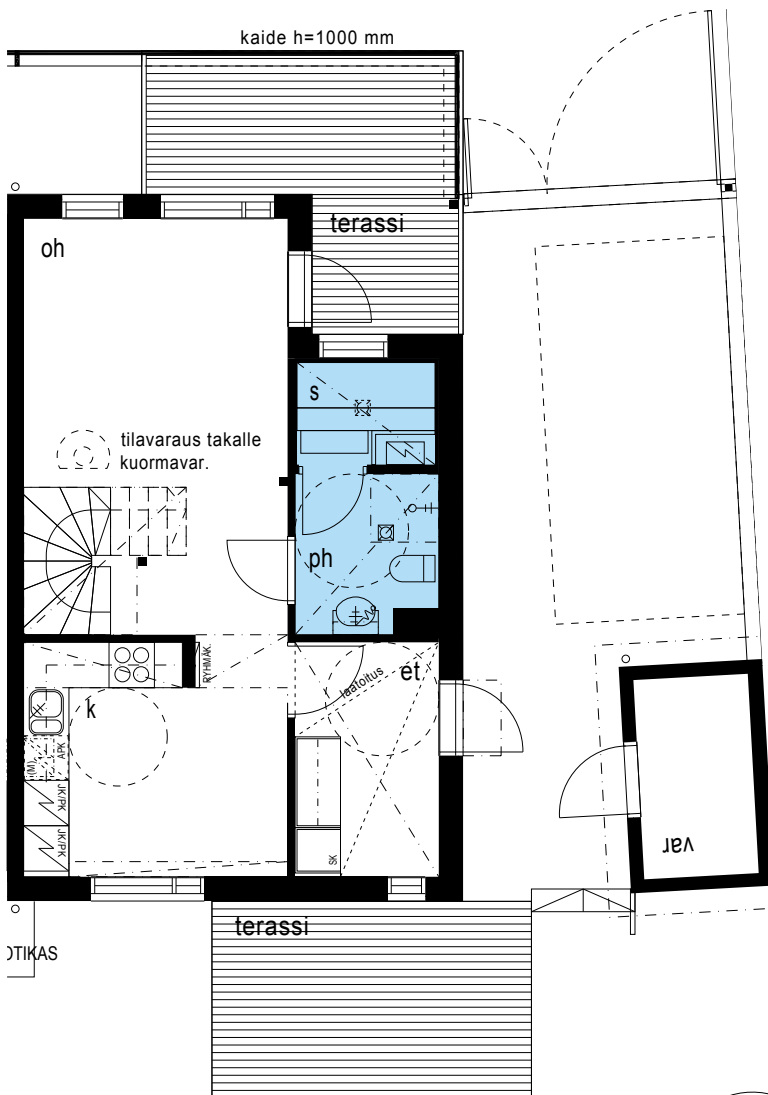 kaide h=1000 mm
terassi
oh
s
tilavaraus takalle
kuormavar.
ph
RYHMÄK.
et
laatoitus
k
APK
(M)
JK/PK
JK/PK
SK
var
terassi
OTIKAS